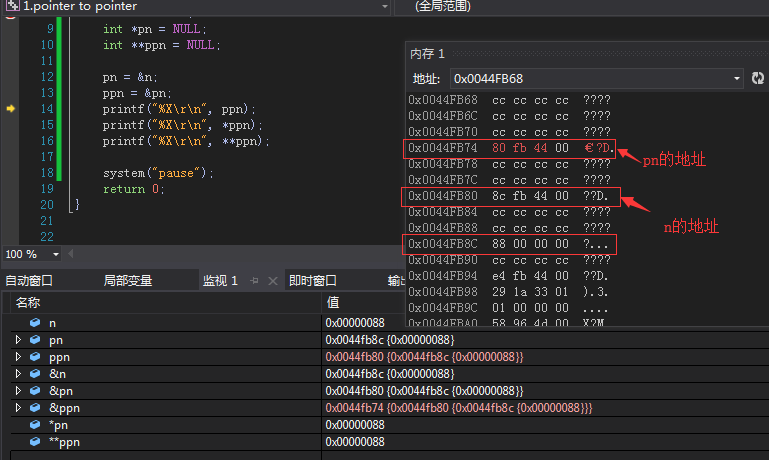 1.pointer to pointer
(全局范围)
9 int *pn = NULL;
10 int **ppn = NULL;
11
12 pn = &n;
13 ppn = &pn;
14 printf("%X\r\n", ppn);
15 printf("%X\r\n", *ppn);
16 printf("%X\r\n", **ppn);
17
18 system("pause");
19 return 0;
20 }
21
22
100 %
内存 1
地址: 0x0044FB68
0x0044FB68 cc cc cc cc ????
0x0044FB6C cc cc cc cc ????
0x0044FB70 cc cc cc cc ????
0x0044FB74 80 fb 44 00 €?D.
pn的地址
0x0044FB78 cc cc cc cc ????
0x0044FB7C cc cc cc cc ????
0x0044FB80 8c fb 44 00 ??D.
n的地址
0x0044FB84 cc cc cc cc ????
0x0044FB88 cc cc cc cc ????
0x0044FB8C 88 00 00 00 ?...
0x0044FB90 cc cc cc cc ????
0x0044FB94 e4 fb 44 00 ??D.
0x0044FB98 29 1a 33 01 ).3.
0x0044FB9C 01 00 00 00 ....
0x0044FBA0 58 96 4d 00 X?M.
自动窗口 局部变量 监视 1 即时窗口
名称 值
n 0x00000088
pn 0x0044fb8c {0x00000088}
ppn 0x0044fb80 {0x0044fb8c {0x00000088}}
&n 0x0044fb8c {0x00000088}
&pn 0x0044fb80 {0x0044fb8c {0x00000088}}
&ppn 0x0044fb74 {0x0044fb80 {0x0044fb8c {0x00000088}}}
*pn 0x00000088
**ppn 0x00000088